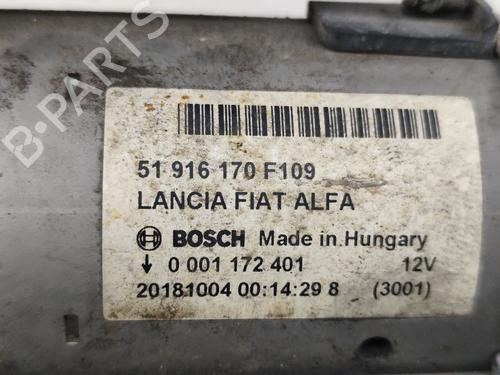 51 916 170 F109
LANCIA FIAT ALFA
BOSCH Made in Hungary
↓ 0 001 172 401 12V
20181004 00:14:29 8 (3001)
B-PARTS